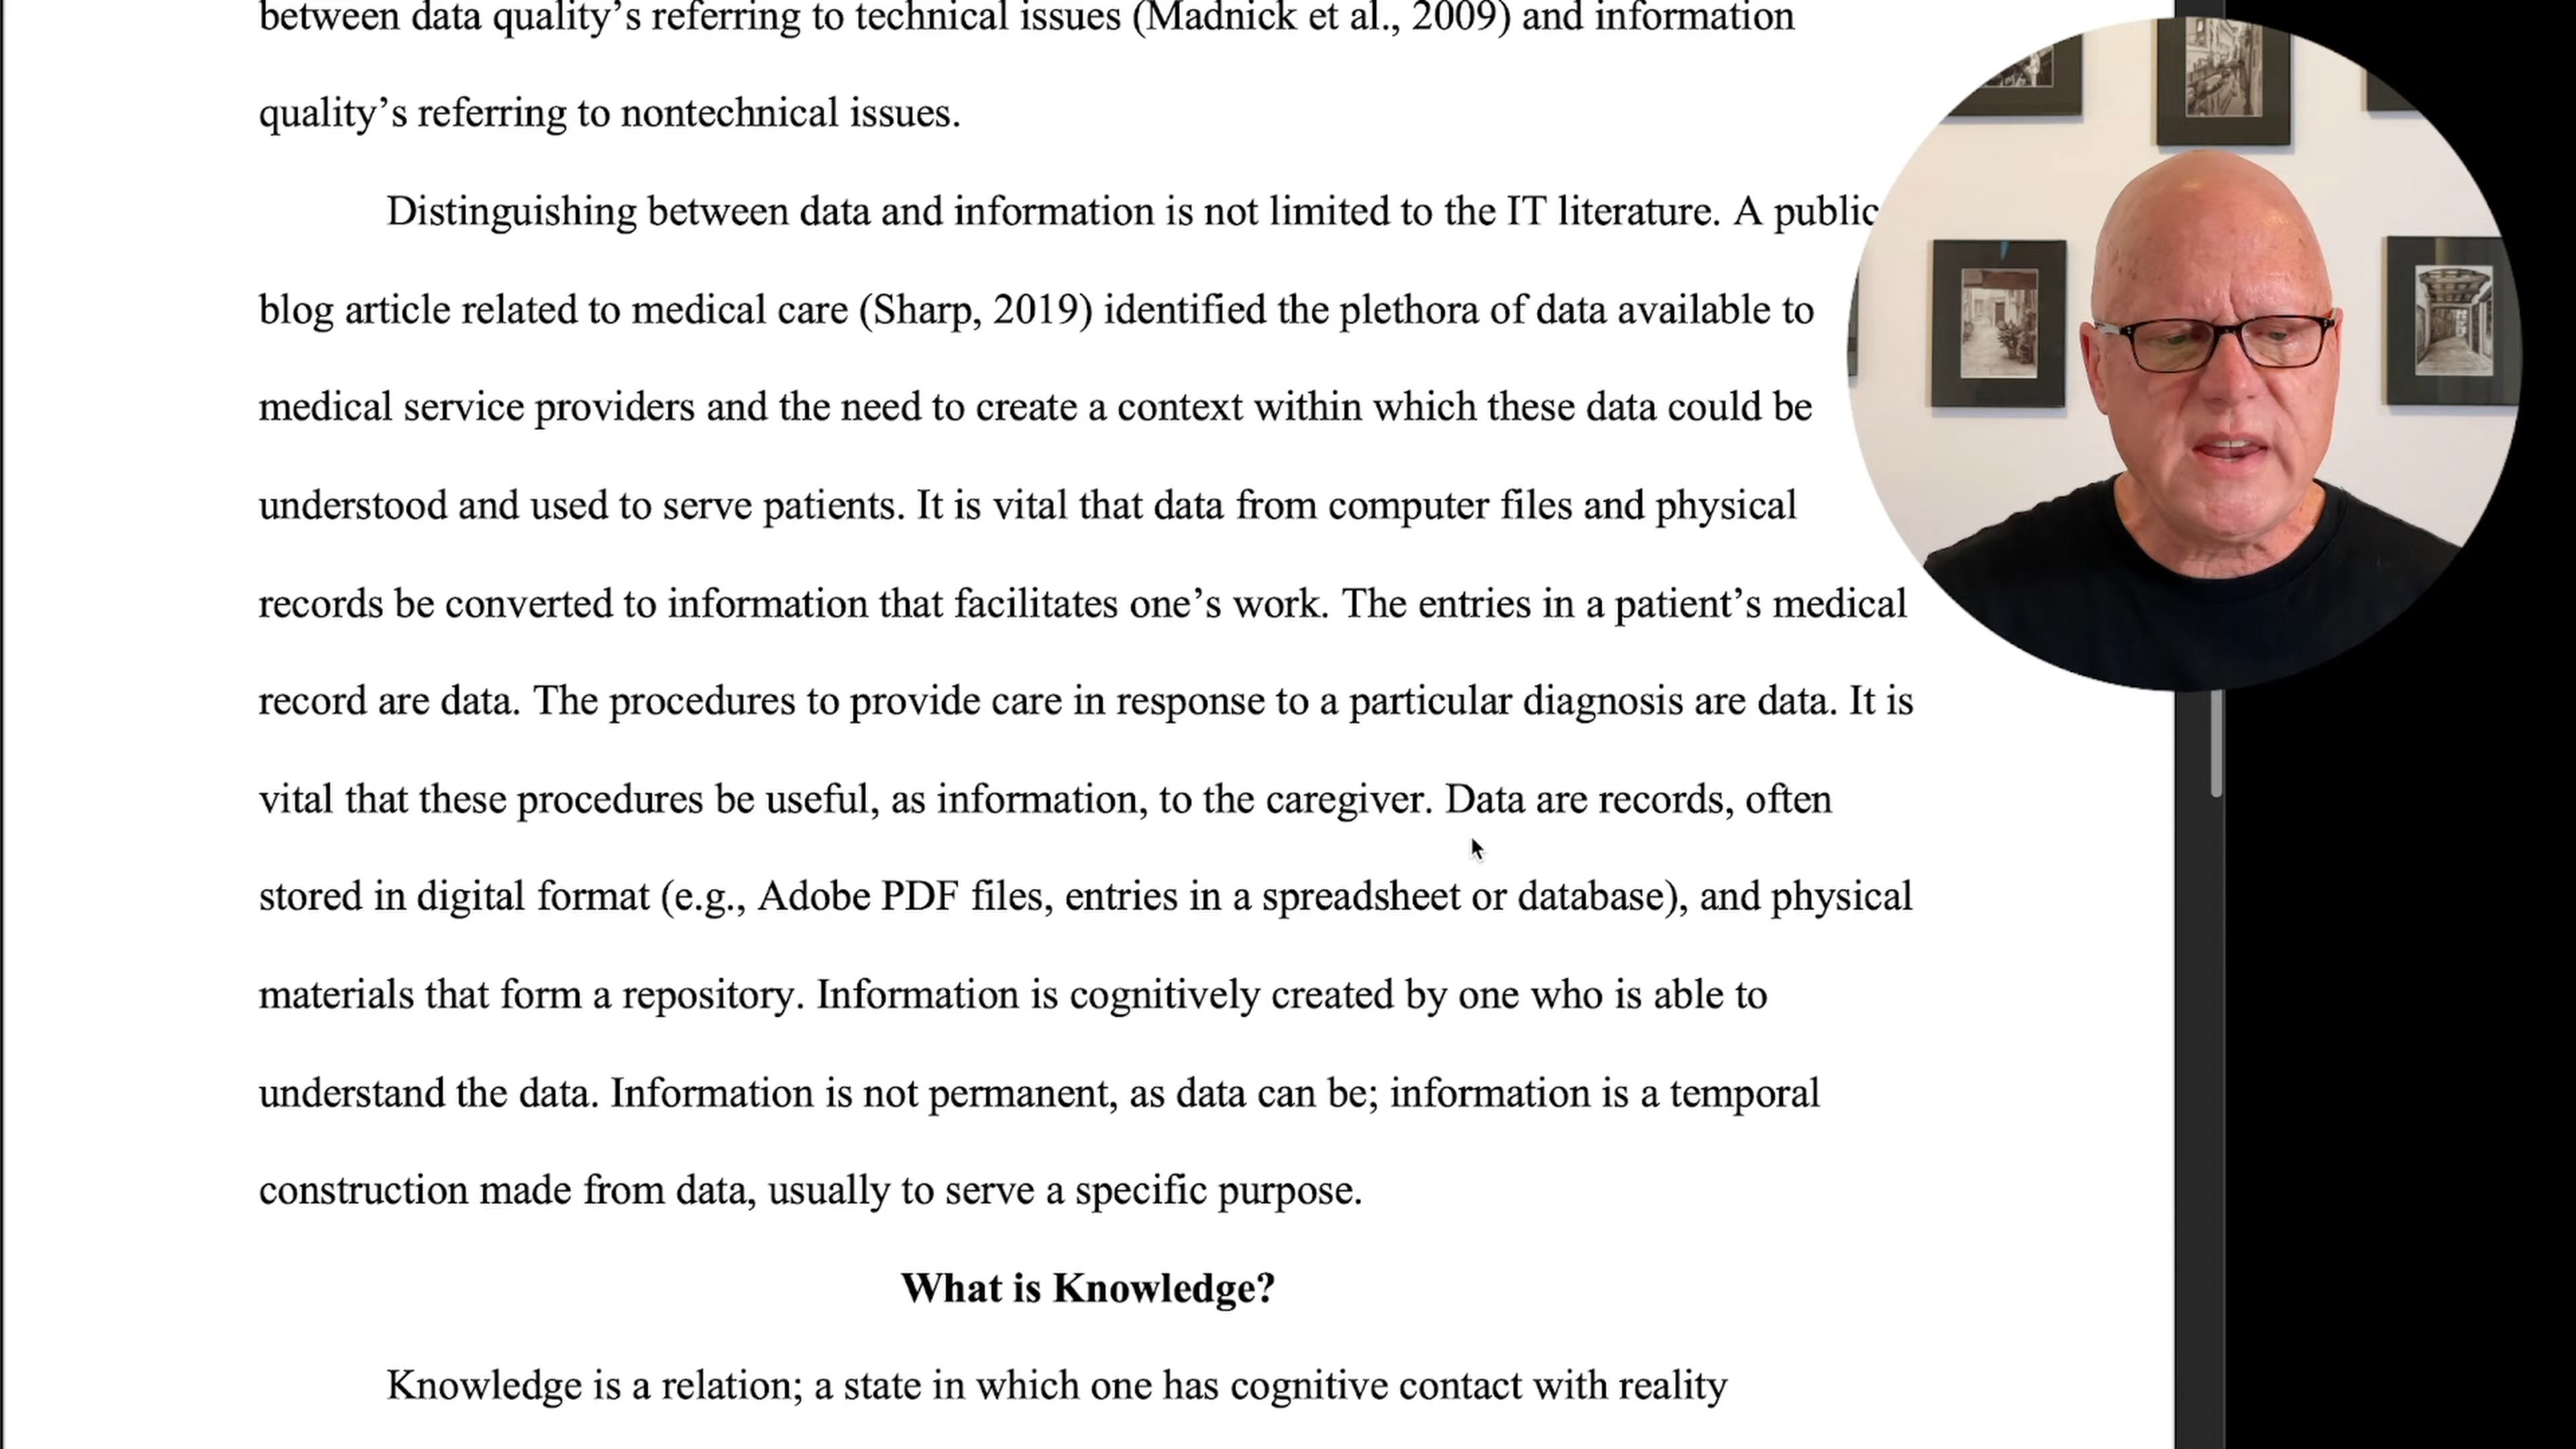 between data quality’s referring to technical issues (Madnick et al., 2009) and information
quality’s referring to nontechnical issues.
Distinguishing between data and information is not limited to the IT literature. A public
blog article related to medical care (Sharp, 2019) identified the plethora of data available to
medical service providers and the need to create a context within which these data could be
understood and used to serve patients. It is vital that data from computer files and physical
records be converted to information that facilitates one’s work. The entries in a patient’s medical
record are data. The procedures to provide care in response to a particular diagnosis are data. It is
vital that these procedures be useful, as information, to the caregiver. Data are records, often
stored in digital format (e.g., Adobe PDF files, entries in a spreadsheet or database), and physical
materials that form a repository. Information is cognitively created by one who is able to
understand the data. Information is not permanent, as data can be; information is a temporal
construction made from data, usually to serve a specific purpose.
What is Knowledge?
Knowledge is a relation; a state in which one has cognitive contact with reality